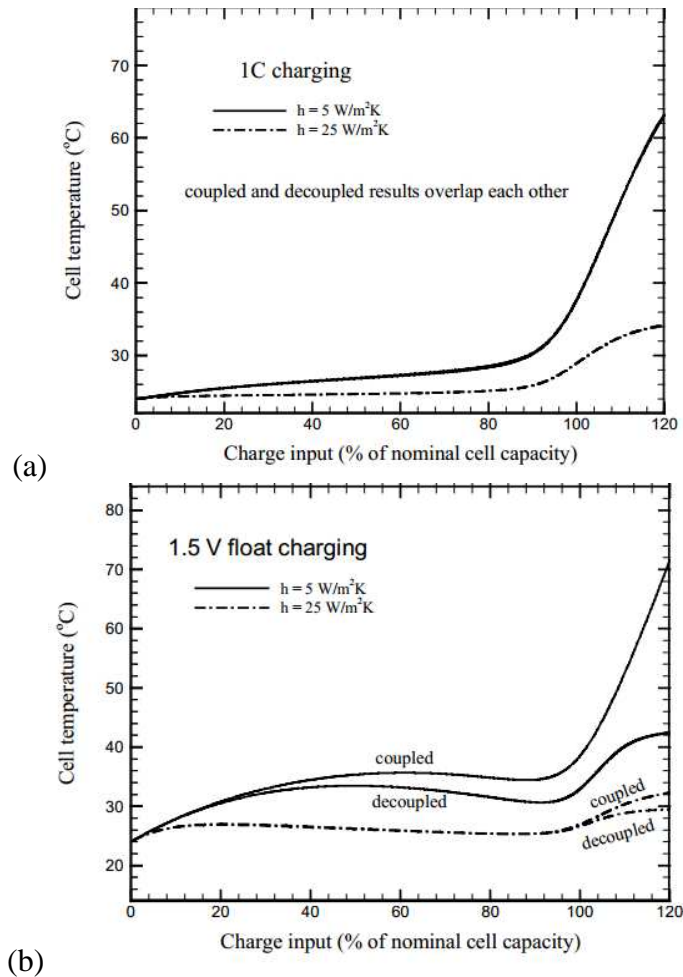 70
60
50
40
30
Cell temperature (°C)
1C charging
h = 5 W/m²K
h = 25 W/m²K
coupled and decoupled results overlap each other
0 20 40 60 80 100 120
Charge input (% of nominal cell capacity)
(a)
80
70
60
50
40
30
20
Cell temperature (°C)
1.5 V float charging
h = 5 W/m²K
h = 25 W/m²K
coupled
decoupled
coupled
decoupled
0 20 40 60 80 100 120
Charge input (% of nominal cell capacity)
(b)